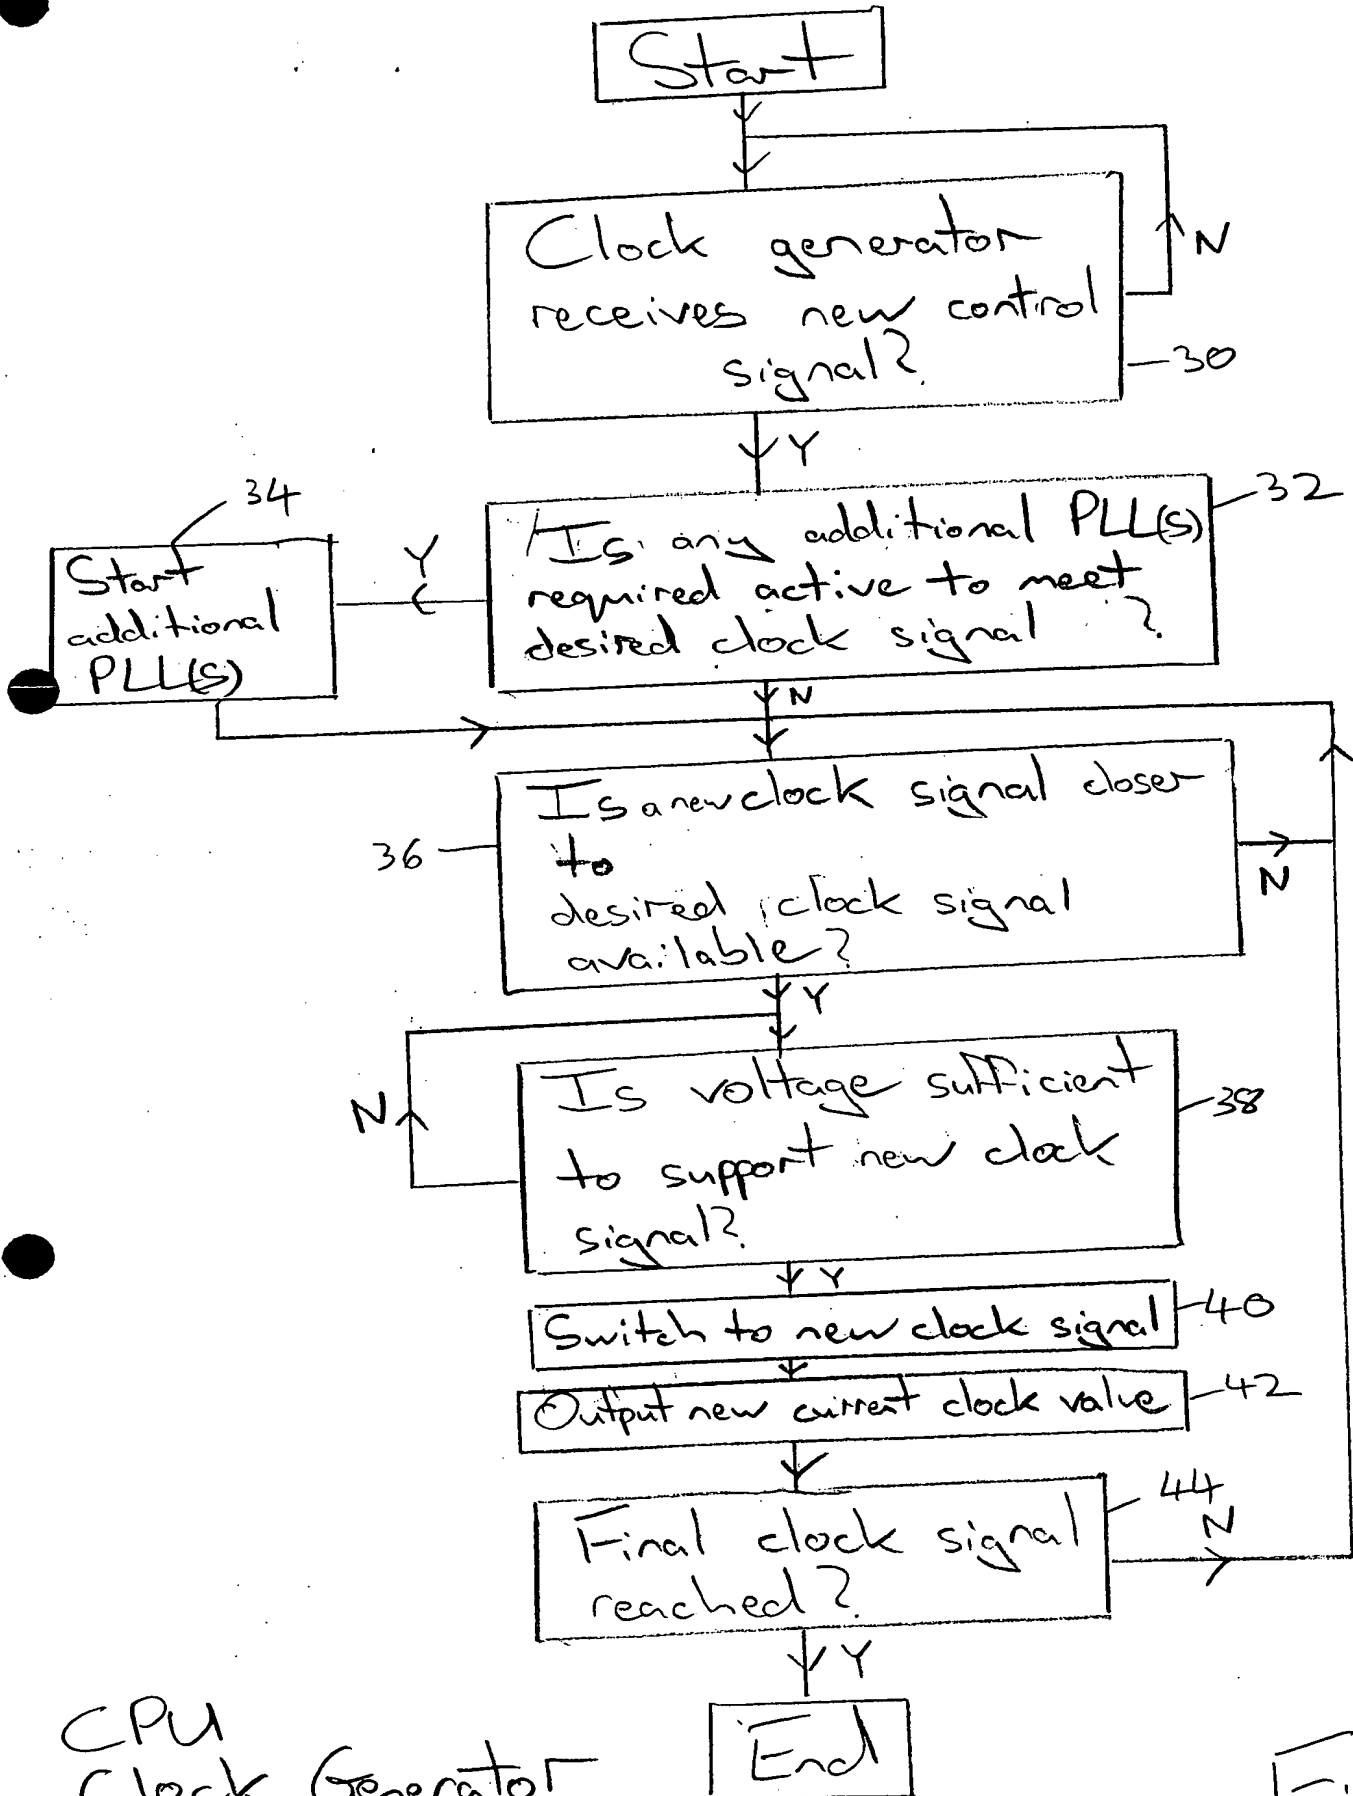 Start
Clock generator
receives new control
signal?
N
30
Y
32
34
Is any additional PLL(s)
required active to meet
desired clock signal ?
Y
Start
additional
PLL(s)
N
Is a new clock signal closer
to
desired clock signal
available?
36
N
Y
Is voltage sufficient
to support new clock
signal?
38
N
Y
Switch to new clock signal
40
Output new current clock value
42
Final clock signal
reached?
44
N
Y
End
CPU
Clock Generator